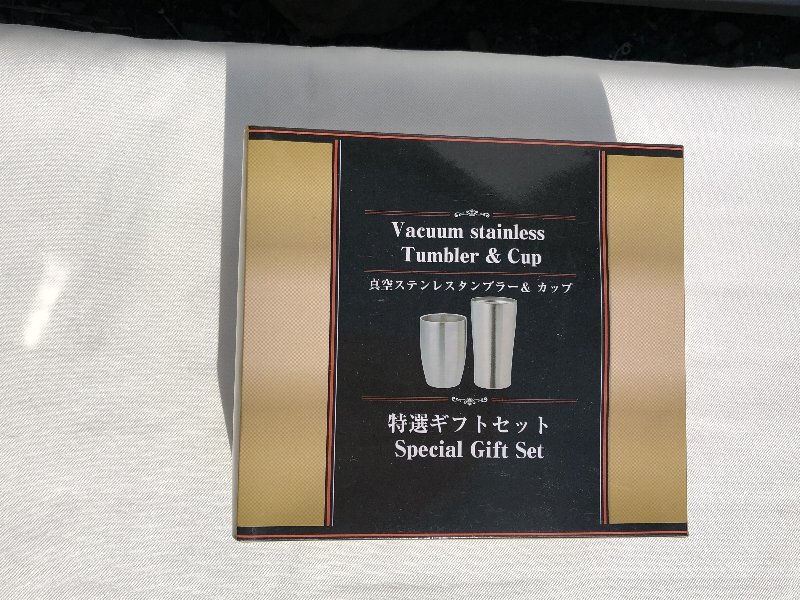 Vacuum stainless
Tumbler & Cup
真空ステンレスタンブラー& カップ
特選ギフトセット
Special Gift Set